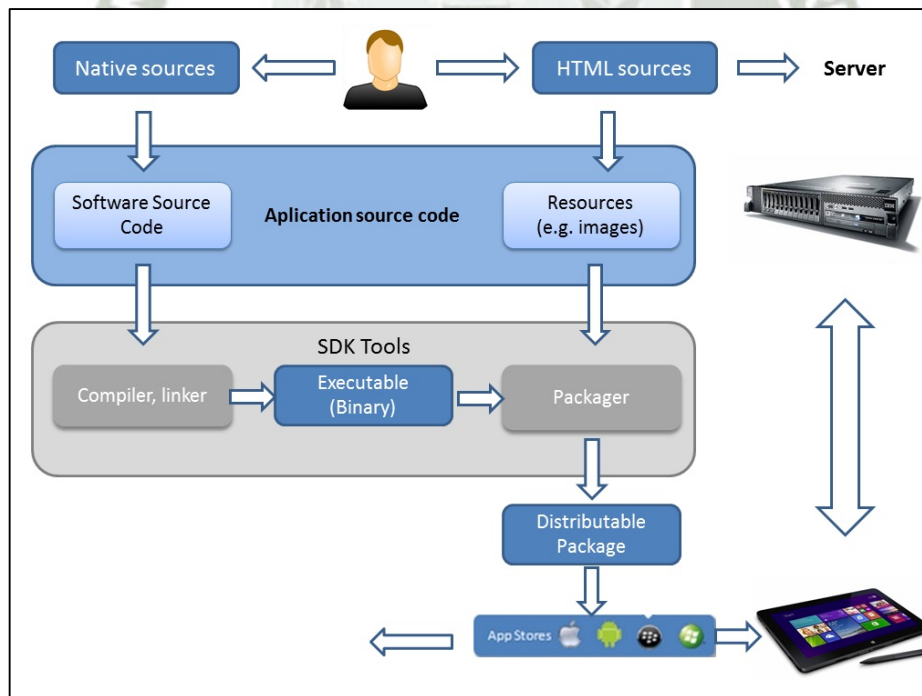 Native sources
HTML sources
Server
Software Source
Code
Aplication source code
Resources
(e.g. images)
SDK Tools
Compiler, linker
Executable
(Binary)
Packager
Distributable
Package
App Stores